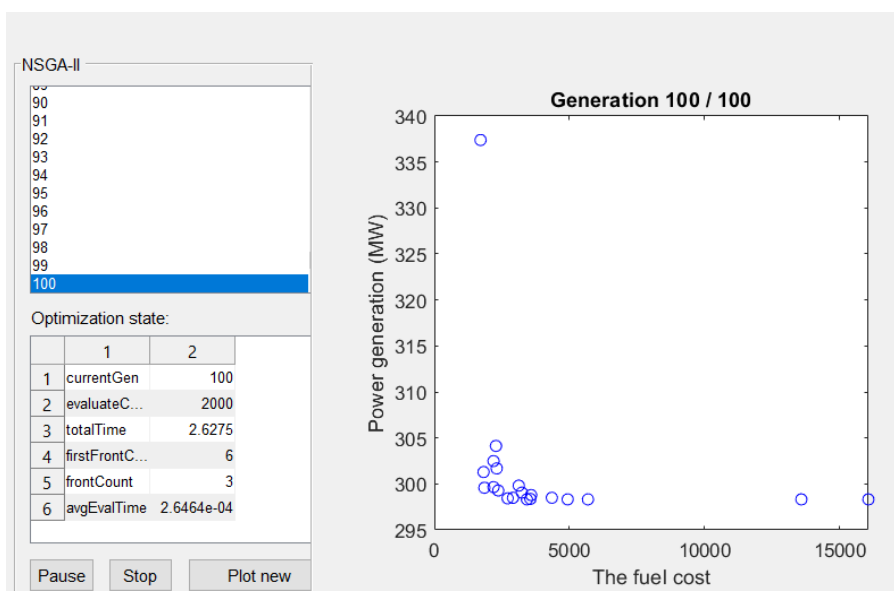 NSGA-II
90
91
92
93
94
95
96
97
98
99
100
Optimization state:
1 2
1 currentGen 100
2 evaluateC... 2000
3 totalTime 2.6275
4 firstFrontC... 6
5 frontCount 3
6 avgEvalTime 2.6464e-04
Pause Stop Plot new
Generation 100 / 100
340
335
330
325
320
315
310
305
300
295
Power generation (MW)
0 5000 10000 15000
The fuel cost